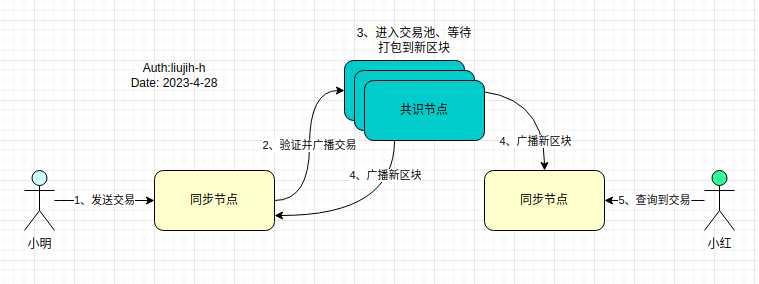 3、进入交易池、等待
打包到新区块
Auth:liujih-h
Date: 2023-4-28
共识节点
2、验证并广播交易
4、广播新区块
4、广播新区块
1、发送交易
同步节点
同步节点
5、查询到交易
小明
小红